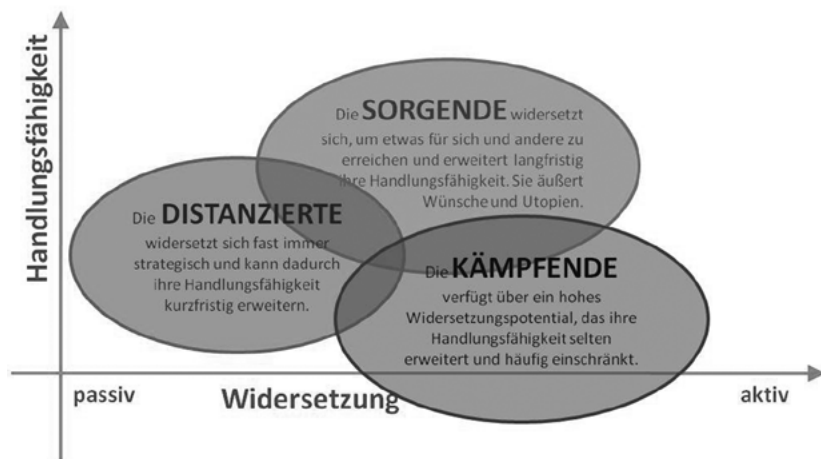 Handlungsfähigkeit
Die SORGENDE widersetzt
sich, um etwas für sich und andere zu
erreichen und erweitert langfristig
ihre Handlungsfähigkeit. Sie äußert
Wünsche und Utopien.
Die DISTANZIERTE
widersetzt sich fast immer
strategisch und kann dadurch
ihre Handlungsfähigkeit
kurzfristig erweitern.
Die KÄMPFENDE
verfügt über ein hohes
Widersetzungspotential, das ihre
Handlungsfähigkeit selten
erweitert und häufig einschränkt.
passiv
Widersetzung
aktiv